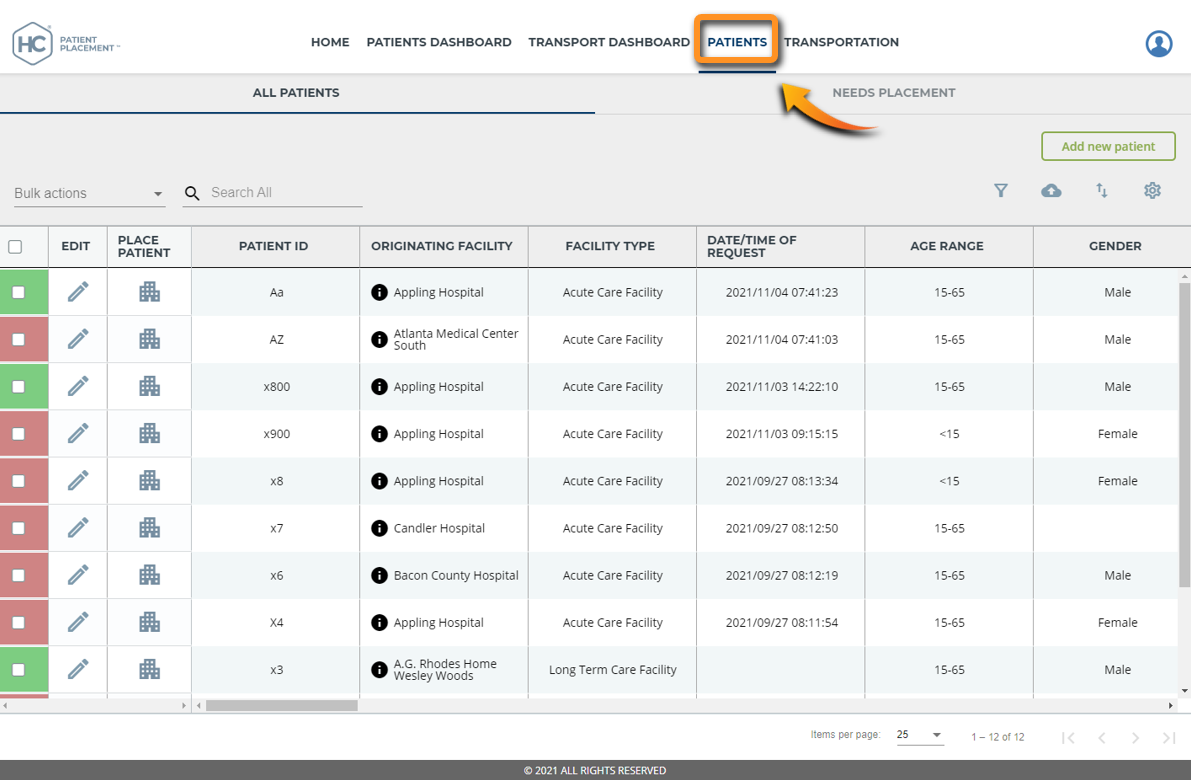 HC PATIENT PLACEMENT™
HOME PATIENTS DASHBOARD TRANSPORT DASHBOARD PATIENTS TRANSPORTATION
ALL PATIENTS NEEDS PLACEMENT
Add new patient
Bulk actions Search All
EDIT PLACE PATIENT PATIENT ID ORIGINATING FACILITY FACILITY TYPE DATE/TIME OF REQUEST AGE RANGE GENDER
Aa Appling Hospital Acute Care Facility 2021/11/04 07:41:23 15-65 Male
AZ Atlanta Medical Center South Acute Care Facility 2021/11/04 07:41:03 15-65 Male
x800 Appling Hospital Acute Care Facility 2021/11/03 14:22:10 15-65 Male
x900 Appling Hospital Acute Care Facility 2021/11/03 09:15:15 <15 Female
x8 Appling Hospital Acute Care Facility 2021/09/27 08:13:34 <15 Female
x7 Candler Hospital Acute Care Facility 2021/09/27 08:12:50 15-65
x6 Bacon County Hospital Acute Care Facility 2021/09/27 08:12:19 15-65 Male
X4 Appling Hospital Acute Care Facility 2021/09/27 08:11:54 15-65 Female
x3 A.G. Rhodes Home Wesley Woods Long Term Care Facility 15-65 Male
Items per page: 25 1 – 12 of 12
© 2021 ALL RIGHTS RESERVED